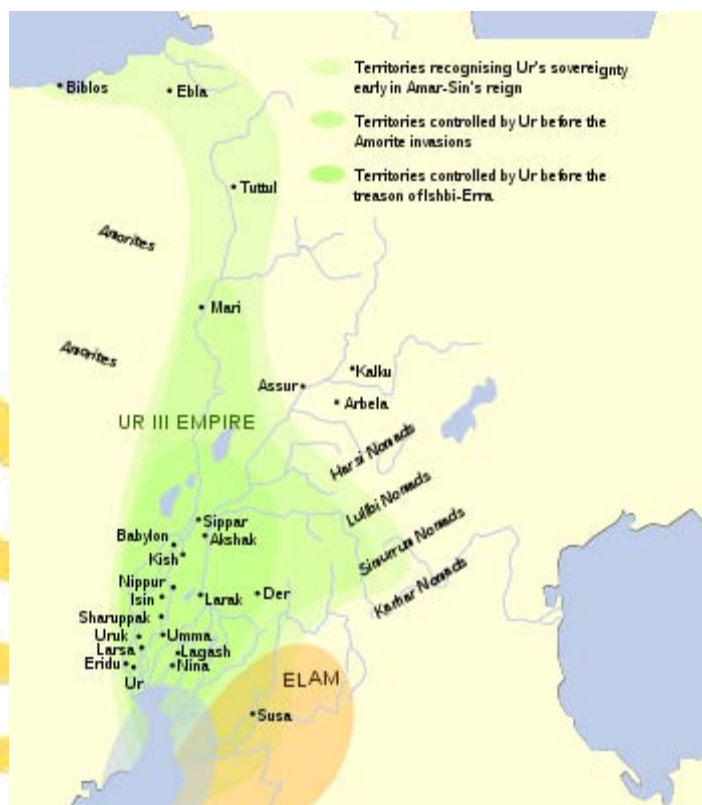 Territories recognising Ur's sovereignty
early in Amar-Sin's reign
Territories controlled by Ur before the
Amorite invasions
Territories controlled by Ur before the
treason of Ishbi-Erra
Biblos
Ebla
Tuttul
Amorites
Mari
Amorites
Kalku
Assur
Arbela
UR III EMPIRE
Harsi Nomads
Lullbi Nomads
Simurrum Nomads
Karhar Nomads
Sippar
Babylon
Akshak
Kish
Nippur
Isin
Larak
Der
Sharuppak
Uruk
Umma
Larsa
Lagash
Eridu
Nina
Ur
ELAM
Susa